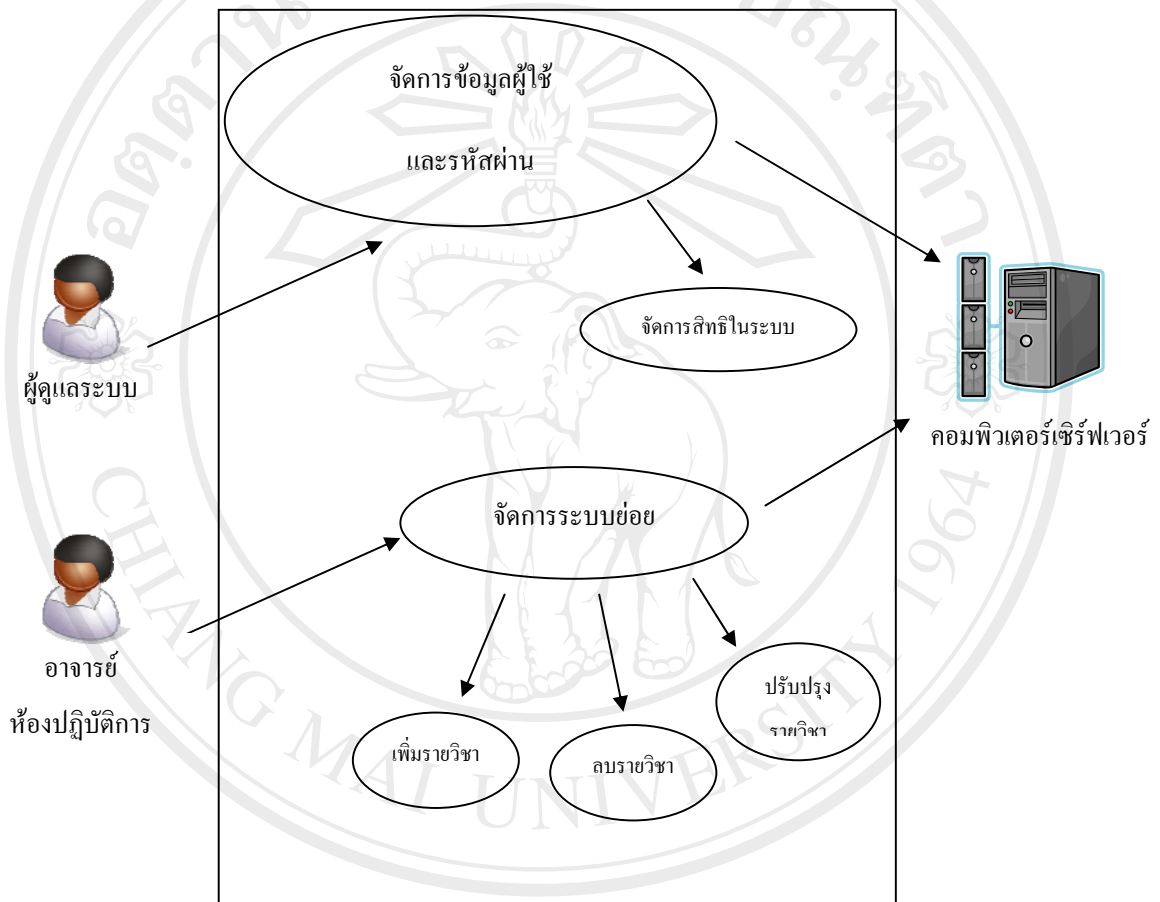 จัดการข้อมูลผู้ใช้
และรหัสผ่าน
จัดการสิทธิในระบบ
ผู้ดูแลระบบ
คอมพิวเตอร์เซิร์ฟเวอร์
จัดการระบบย่อย
อาจารย์
ห้องปฏิบัติการ
เพิ่มรายวิชา
ลบรายวิชา
ปรับปรุง
รายวิชา
CHIANG MAI UNIVERSITY 1964